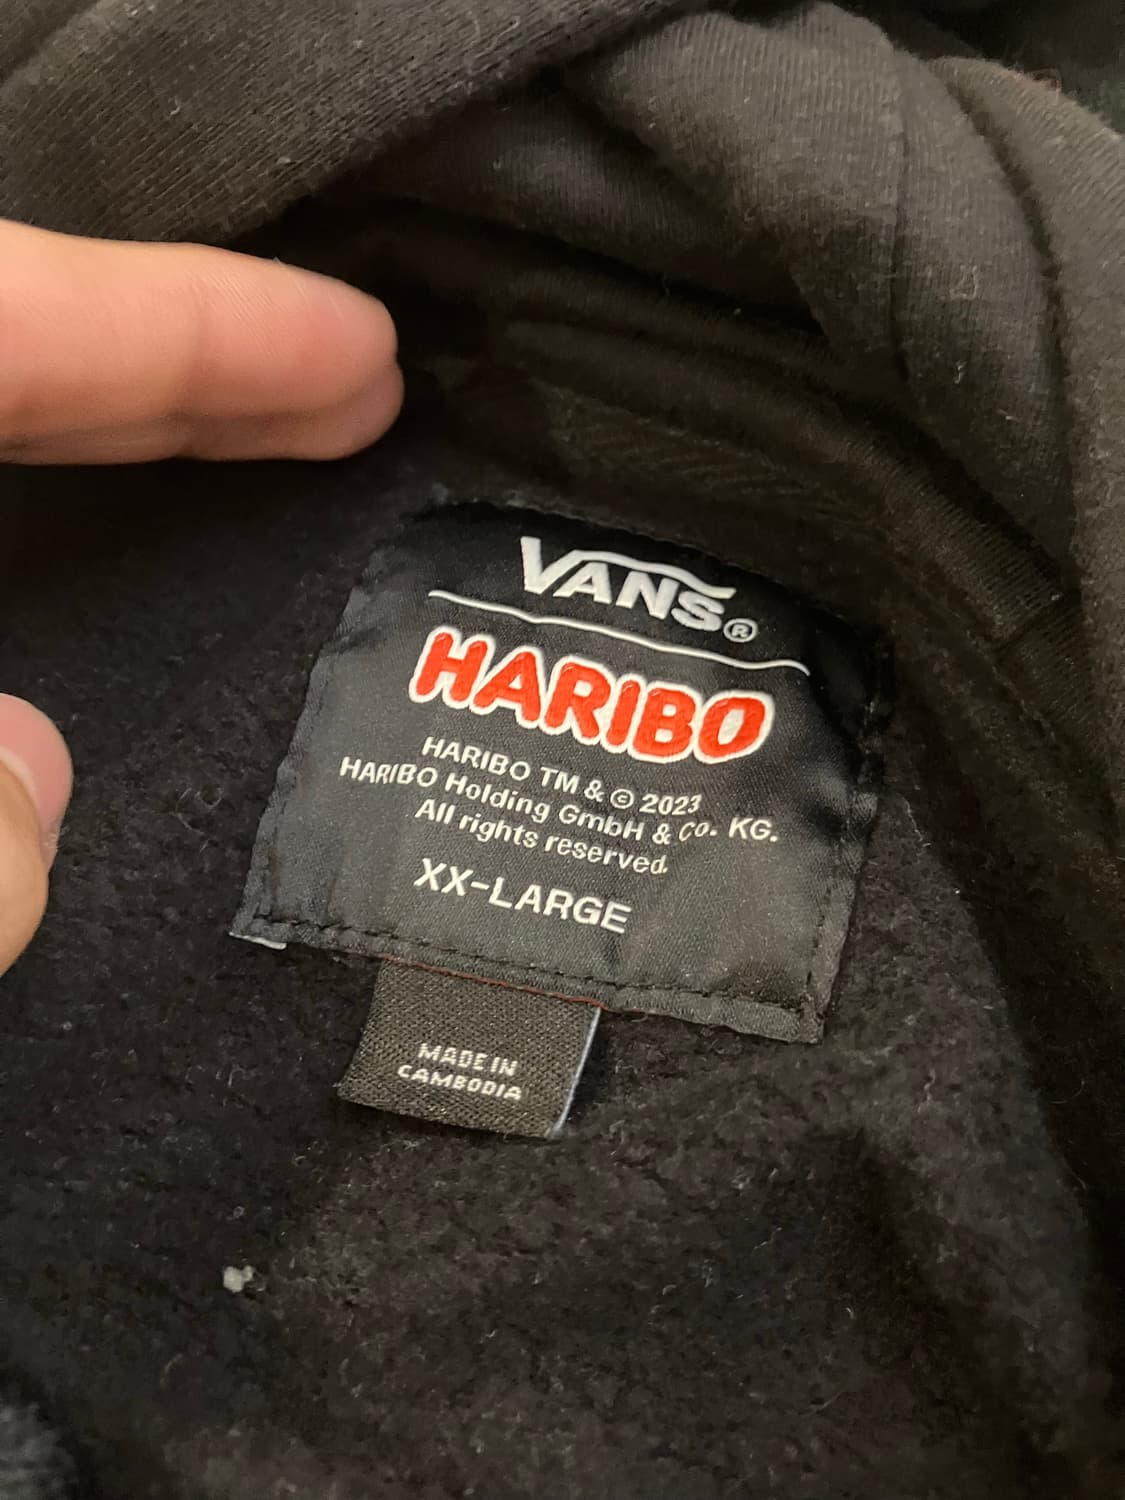 VANS®
HARIBO
HARIBO TM & © 2023
HARIBO Holding GmbH & Co. KG.
All rights reserved.
XX-LARGE
MADE IN
CAMBODIA